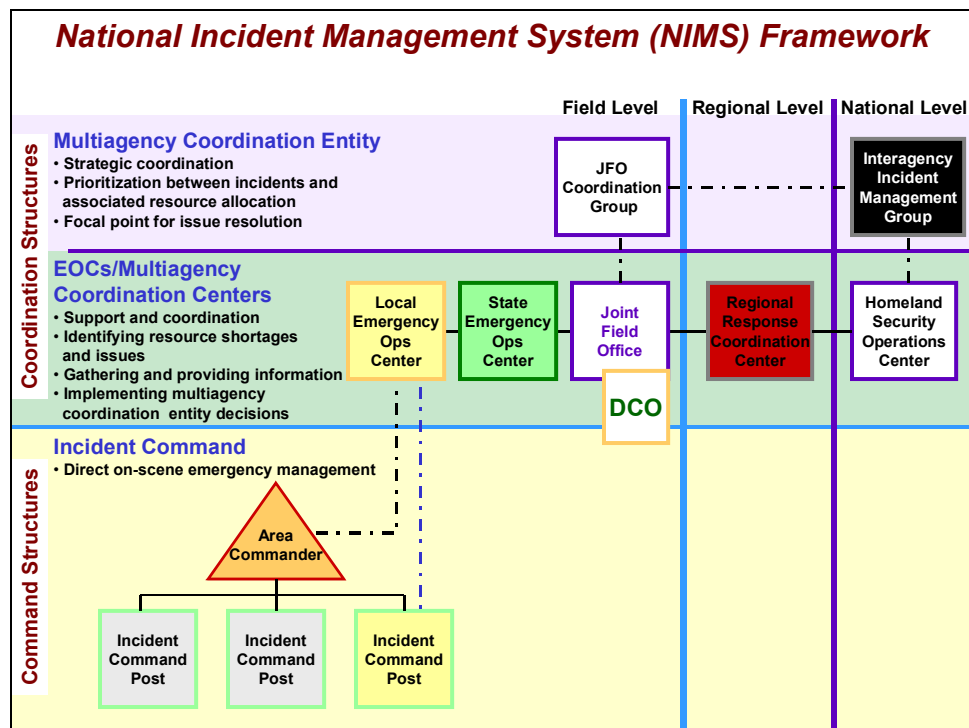 National Incident Management System (NIMS) Framework
Field Level
Regional Level
National Level
Coordination Structures
Multiagency Coordination Entity
• Strategic coordination
• Prioritization between incidents and
associated resource allocation
• Focal point for issue resolution
JFO
Coordination
Group
Interagency
Incident
Management
Group
EOCs/Multiagency
Coordination Centers
• Support and coordination
• Identifying resource shortages
and issues
• Gathering and providing information
• Implementing multiagency
coordination entity decisions
Local
Emergency
Ops
Center
State
Emergency
Ops
Center
Joint
Field
Office
DCO
Regional
Response
Coordination
Center
Homeland
Security
Operations
Center
Command Structures
Incident Command
• Direct on-scene emergency management
Area
Commander
Incident
Command
Post
Incident
Command
Post
Incident
Command
Post